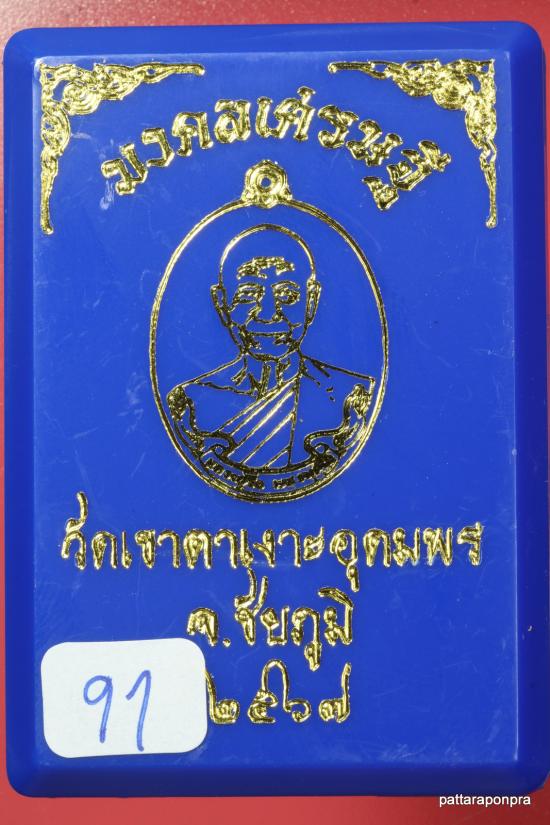 มงคลเศรษฐี
วัดเขาตาเงาะอุดมพร
จ.ชัยภูมิ
๒๕๖๗
91
pattaraponpra